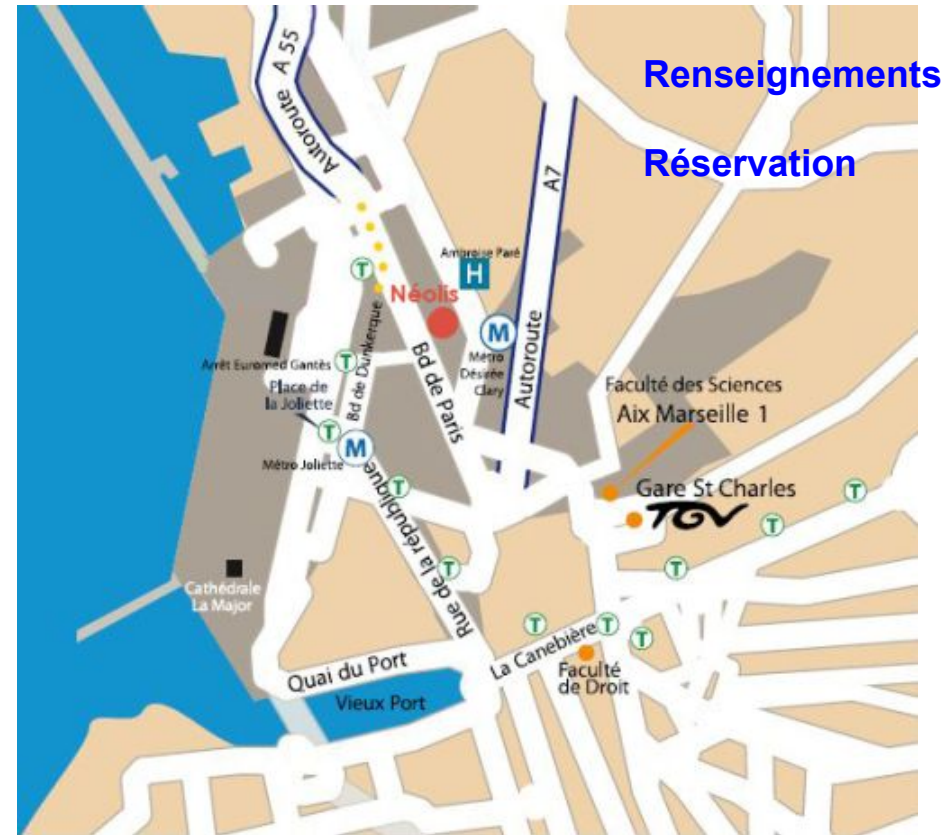 Renseignements
Réservation
Autoroute A 55
A7
Autoroute
Ambroise Paré
H
Néolis
M
Métro
Désirée
Clary
T
Bd de Dunkerque
Bd de Paris
Arrêt Euromed Gantès
T
Place de
la Joliette
T
M
Métro Joliette
Faculté des Sciences
Aix Marseille 1
Gare St Charles
TGV
T
T
T
T
T
Rue de la république
Cathédrale
La Major
T
T
T
La Canebière
Faculté
de Droit
Quai du Port
Vieux Port